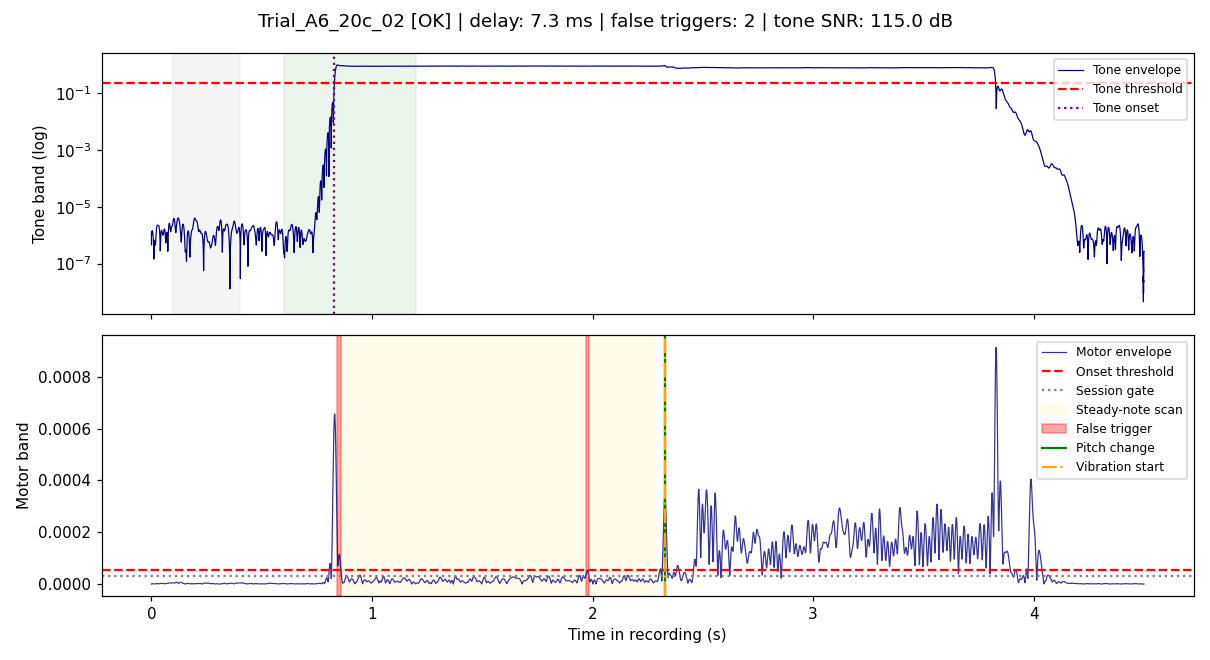 Trial_A6_20c_02 [OK] | delay: 7.3 ms | false triggers: 2 | tone SNR: 115.0 dB
Tone band (log)
10⁻¹
10⁻³
10⁻⁵
10⁻⁷
Tone envelope
Tone threshold
Tone onset
Motor band
0.0008
0.0006
0.0004
0.0002
0.0000
Motor envelope
Onset threshold
Session gate
Steady-note scan
False trigger
Pitch change
Vibration start
0 1 2 3 4
Time in recording (s)